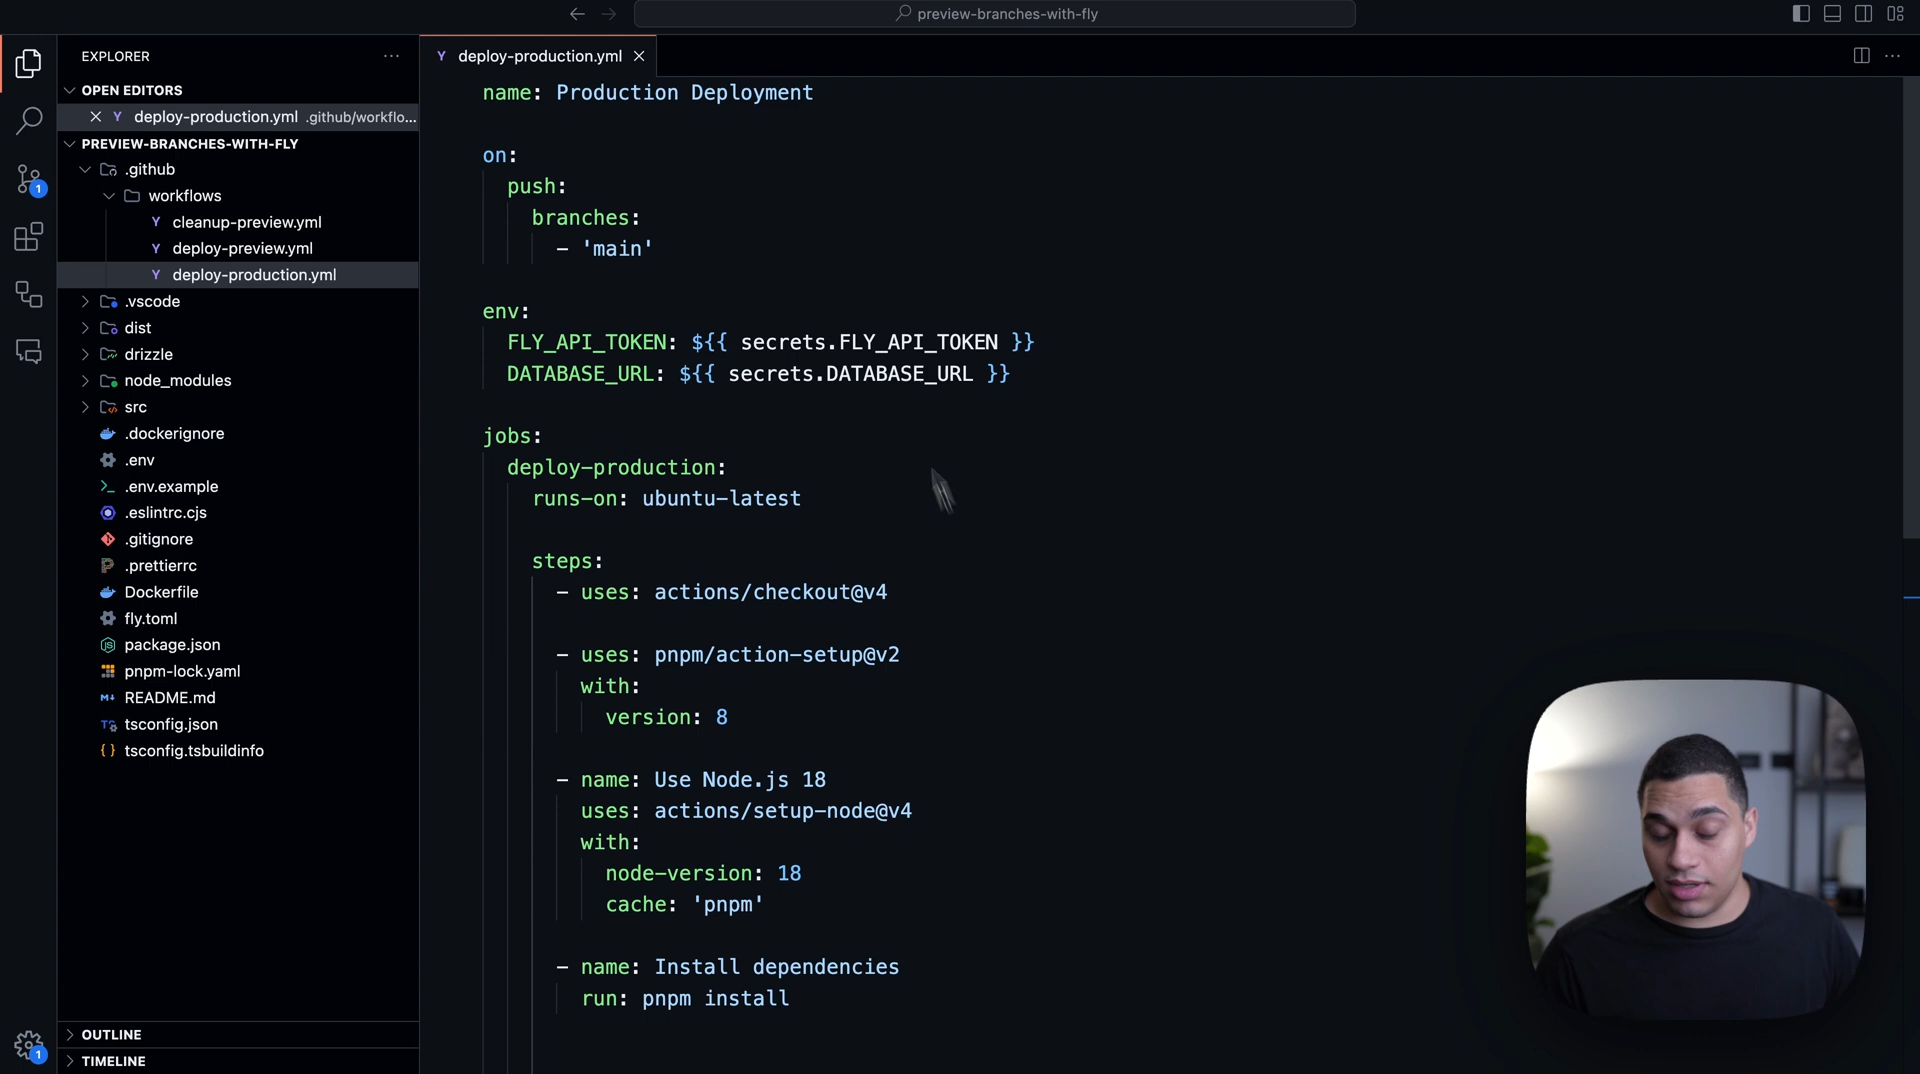 preview-branches-with-fly
EXPLORER
OPEN EDITORS
deploy-production.yml .github/workflo...
PREVIEW-BRANCHES-WITH-FLY
.github
workflows
cleanup-preview.yml
deploy-preview.yml
deploy-production.yml
.vscode
dist
drizzle
node_modules
src
.dockerignore
.env
.env.example
.eslintrc.cjs
.gitignore
.prettierrc
Dockerfile
fly.toml
package.json
pnpm-lock.yaml
README.md
tsconfig.json
tsconfig.tsbuildinfo
OUTLINE
TIMELINE
1
1
deploy-production.yml
name: Production Deployment
on:
push:
branches:
- 'main'
env:
FLY_API_TOKEN: ${{ secrets.FLY_API_TOKEN }}
DATABASE_URL: ${{ secrets.DATABASE_URL }}
jobs:
deploy-production:
runs-on: ubuntu-latest
steps:
- uses: actions/checkout@v4
- uses: pnpm/action-setup@v2
with:
version: 8
- name: Use Node.js 18
uses: actions/setup-node@v4
with:
node-version: 18
cache: 'pnpm'
- name: Install dependencies
run: pnpm install